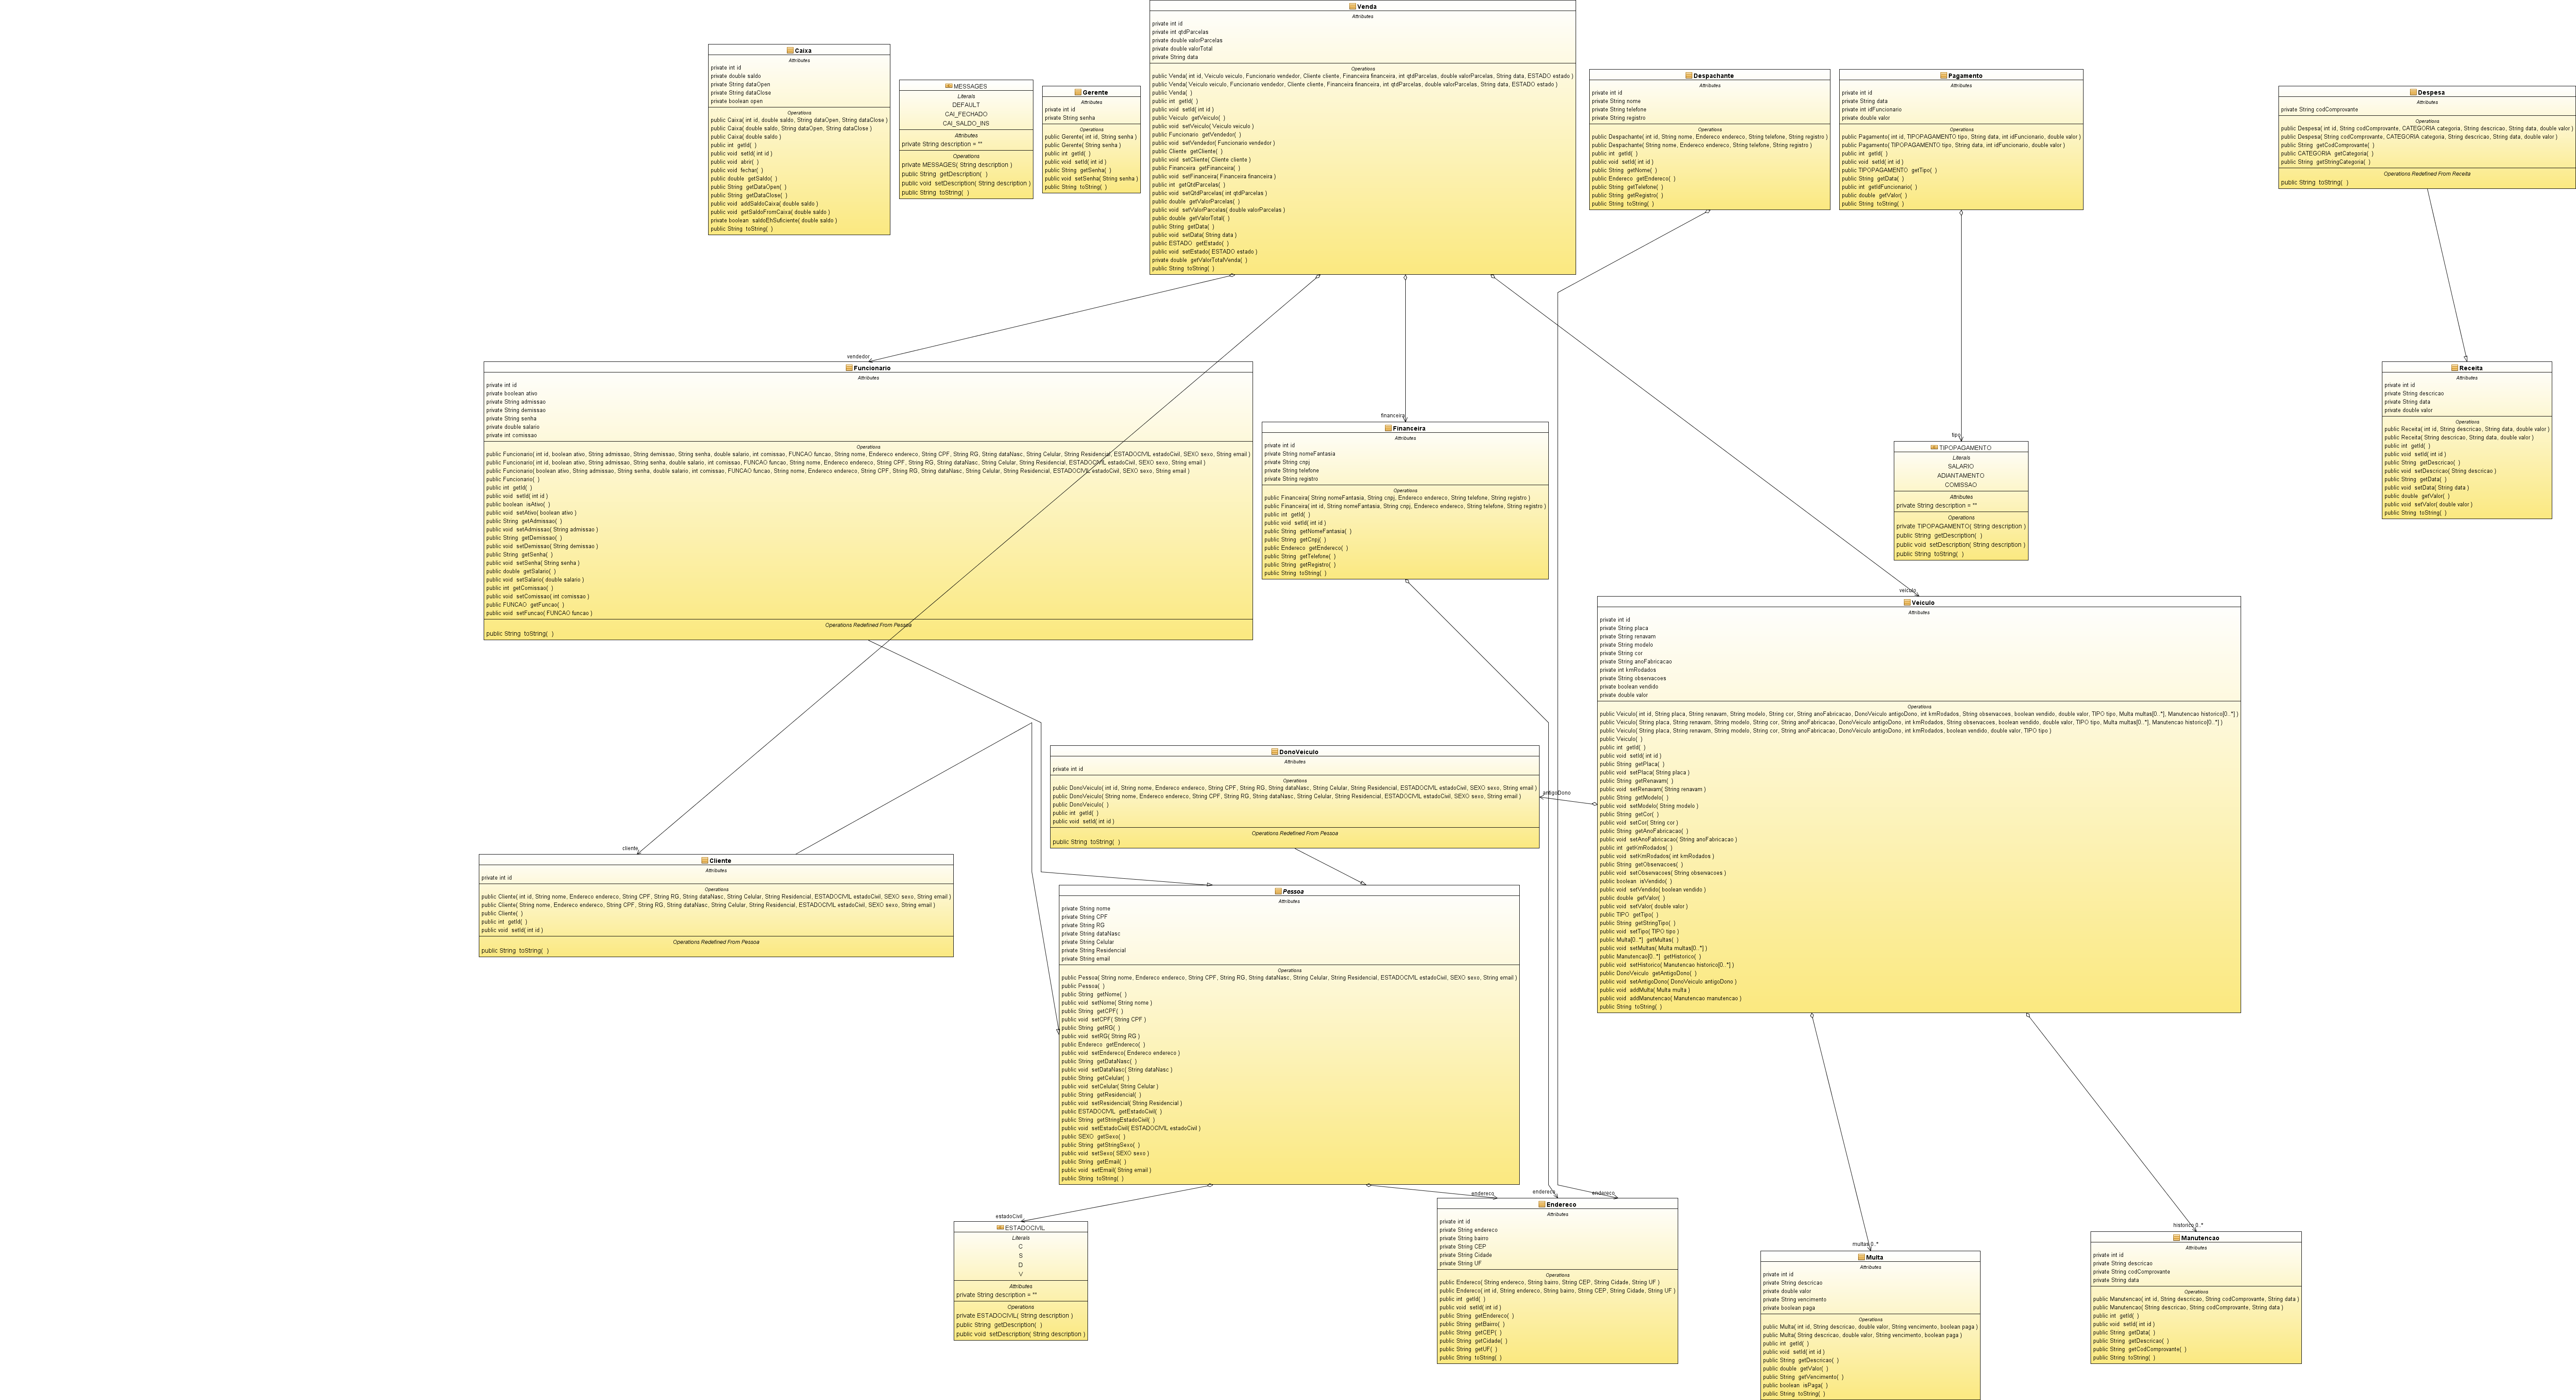 Venda
Attributes
private int id
private int qtdParcelas
private double valorParcelas
private double valorTotal
private String data
Operations
public Venda( int id, Veiculo veiculo, Funcionario vendedor, Cliente cliente, Financeira financeira, int qtdParcelas, double valorParcelas, String data, ESTADO estado )
public Venda( Veiculo veiculo, Funcionario vendedor, Cliente cliente, Financeira financeira, int qtdParcelas, double valorParcelas, String data, ESTADO estado )
public Venda( )
public int getId( )
public void setId( int id )
public Veiculo getVeiculo( )
public void setVeiculo( Veiculo veiculo )
public Funcionario getVendedor( )
public void setVendedor( Funcionario vendedor )
public Cliente getCliente( )
public void setCliente( Cliente cliente )
public Financeira getFinanceira( )
public void setFinanceira( Financeira financeira )
public int getQtdParcelas( )
public void setQtdParcelas( int qtdParcelas )
public double getValorParcelas( )
public void setValorParcelas( double valorParcelas )
public double getValorTotal( )
public String getData( )
public void setData( String data )
public ESTADO getEstado( )
public void setEstado( ESTADO estado )
private double getValorTotalVenda( )
public String toString( )
Caixa
Attributes
private int id
private double saldo
private String dataOpen
private String dataClose
private boolean open
Operations
public Caixa( int id, double saldo, String dataOpen, String dataClose )
public Caixa( double saldo, String dataOpen, String dataClose )
public Caixa( double saldo )
public int getId( )
public void setId( int id )
public void abrir( )
public void fechar( )
public double getSaldo( )
public String getDataOpen( )
public String getDataClose( )
public void addSaldoCaixa( double saldo )
public void getSaldoFromCaixa( double saldo )
private boolean saldoEhSuficiente( double saldo )
public String toString( )
MESSAGES
Literals
DEFAULT
CAI_FECHADO
CAI_SALDO_INS
Attributes
private String description = ""
Operations
private MESSAGES( String description )
public String getDescription( )
public void setDescription( String description )
public String toString( )
Gerente
Attributes
private int id
private String senha
Operations
public Gerente( int id, String senha )
public Gerente( String senha )
public int getId( )
public void setId( int id )
public String getSenha( )
public void setSenha( String senha )
public String toString( )
Despachante
Attributes
private int id
private String nome
private String telefone
private String registro
Operations
public Despachante( int id, String nome, Endereco endereco, String telefone, String registro )
public Despachante( String nome, Endereco endereco, String telefone, String registro )
public int getId( )
public void setId( int id )
public String getNome( )
public Endereco getEndereco( )
public String getTelefone( )
public String getRegistro( )
public String toString( )
Pagamento
Attributes
private int id
private String data
private int idFuncionario
private double valor
Operations
public Pagamento( int id, TIPOPAGAMENTO tipo, String data, int idFuncionario, double valor )
public Pagamento( TIPOPAGAMENTO tipo, String data, int idFuncionario, double valor )
public int getId( )
public void setId( int id )
public TIPOPAGAMENTO getTipo( )
public String getData( )
public int getIdFuncionario( )
public double getValor( )
public String toString( )
Despesa
Attributes
private String codComprovante
Operations
public Despesa( int id, String codComprovante, CATEGORIA categoria, String descricao, String data, double valor )
public Despesa( String codComprovante, CATEGORIA categoria, String descricao, String data, double valor )
public String getCodComprovante( )
public CATEGORIA getCategoria( )
public String getStringCategoria( )
Operations Redefined From Receita
public String toString( )
vendedor
Funcionario
Attributes
private int id
private boolean ativo
private String admissao
private String demissao
private String senha
private double salario
private int comissao
Operations
public Funcionario( int id, boolean ativo, String admissao, String demissao, String senha, double salario, int comissao, FUNCAO funcao, String nome, Endereco endereco, String CPF, String RG, String dataNasc, String Celular, String Residencial, ESTADOCIVIL estadoCivil, SEXO sexo, String email )
public Funcionario( int id, boolean ativo, String admissao, String senha, double salario, int comissao, FUNCAO funcao, String nome, Endereco endereco, String CPF, String RG, String dataNasc, String Celular, String Residencial, ESTADOCIVIL estadoCivil, SEXO sexo, String email )
public Funcionario( boolean ativo, String admissao, String senha, double salario, int comissao, FUNCAO funcao, String nome, Endereco endereco, String CPF, String RG, String dataNasc, String Celular, String Residencial, ESTADOCIVIL estadoCivil, SEXO sexo, String email )
public Funcionario( )
public int getId( )
public void setId( int id )
public boolean isAtivo( )
public void setAtivo( boolean ativo )
public String getAdmissao( )
public void setAdmissao( String admissao )
public String getDemissao( )
public void setDemissao( String demissao )
public String getSenha( )
public void setSenha( String senha )
public double getSalario( )
public void setSalario( double salario )
public int getComissao( )
public void setComissao( int comissao )
public FUNCAO getFuncao( )
public void setFuncao( FUNCAO funcao )
Operations Redefined From Pessoa
public String toString( )
financeira
Financeira
Attributes
private int id
private String nomeFantasia
private String cnpj
private String telefone
private String registro
Operations
public Financeira( String nomeFantasia, String cnpj, Endereco endereco, String telefone, String registro )
public Financeira( int id, String nomeFantasia, String cnpj, Endereco endereco, String telefone, String registro )
public int getId( )
public void setId( int id )
public String getNomeFantasia( )
public String getCnpj( )
public Endereco getEndereco( )
public String getTelefone( )
public String getRegistro( )
public String toString( )
tipo
TIPOPAGAMENTO
Literals
SALARIO
ADIANTAMENTO
COMISSAO
Attributes
private String description = ""
Operations
private TIPOPAGAMENTO( String description )
public String getDescription( )
public void setDescription( String description )
public String toString( )
Receita
Attributes
private int id
private String descricao
private String data
private double valor
Operations
public Receita( int id, String descricao, String data, double valor )
public Receita( String descricao, String data, double valor )
public int getId( )
public void setId( int id )
public String getDescricao( )
public void setDescricao( String descricao )
public String getData( )
public void setData( String data )
public double getValor( )
public void setValor( double valor )
public String toString( )
veiculo
Veiculo
Attributes
private int id
private String placa
private String renavam
private String modelo
private String cor
private String anoFabricacao
private int kmRodados
private String observacoes
private boolean vendido
private double valor
Operations
public Veiculo( int id, String placa, String renavam, String modelo, String cor, String anoFabricacao, DonoVeiculo antigoDono, int kmRodados, String observacoes, boolean vendido, double valor, TIPO tipo, Multa multas[0..*], Manutencao historico[0..*] )
public Veiculo( String placa, String renavam, String modelo, String cor, String anoFabricacao, DonoVeiculo antigoDono, int kmRodados, String observacoes, boolean vendido, double valor, TIPO tipo, Multa multas[0..*], Manutencao historico[0..*] )
public Veiculo( String placa, String renavam, String modelo, String cor, String anoFabricacao, DonoVeiculo antigoDono, int kmRodados, boolean vendido, double valor, TIPO tipo )
public Veiculo( )
public int getId( )
public void setId( int id )
public String getPlaca( )
public void setPlaca( String placa )
public String getRenavam( )
public void setRenavam( String renavam )
public String getModelo( )
public void setModelo( String modelo )
public String getCor( )
public void setCor( String cor )
public String getAnoFabricacao( )
public void setAnoFabricacao( String anoFabricacao )
public int getKmRodados( )
public void setKmRodados( int kmRodados )
public String getObservacoes( )
public void setObservacoes( String observacoes )
public boolean isVendido( )
public void setVendido( boolean vendido )
public double getValor( )
public void setValor( double valor )
public TIPO getTipo( )
public String getStringTipo( )
public void setTipo( TIPO tipo )
public Multa[0..*] getMultas( )
public void setMultas( Multa multas[0..*] )
public Manutencao[0..*] getHistorico( )
public void setHistorico( Manutencao historico[0..*] )
public DonoVeiculo getAntigoDono( )
public void setAntigoDono( DonoVeiculo antigoDono )
public void addMulta( Multa multa )
public void addManutencao( Manutencao manutencao )
public String toString( )
DonoVeiculo
Attributes
private int id
Operations
public DonoVeiculo( int id, String nome, Endereco endereco, String CPF, String RG, String dataNasc, String Celular, String Residencial, ESTADOCIVIL estadoCivil, SEXO sexo, String email )
public DonoVeiculo( String nome, Endereco endereco, String CPF, String RG, String dataNasc, String Celular, String Residencial, ESTADOCIVIL estadoCivil, SEXO sexo, String email )
public DonoVeiculo( )
public int getId( )
public void setId( int id )
Operations Redefined From Pessoa
public String toString( )
antigoDono
cliente
Cliente
Attributes
private int id
Operations
public Cliente( int id, String nome, Endereco endereco, String CPF, String RG, String dataNasc, String Celular, String Residencial, ESTADOCIVIL estadoCivil, SEXO sexo, String email )
public Cliente( String nome, Endereco endereco, String CPF, String RG, String dataNasc, String Celular, String Residencial, ESTADOCIVIL estadoCivil, SEXO sexo, String email )
public Cliente( )
public int getId( )
public void setId( int id )
Operations Redefined From Pessoa
public String toString( )
Pessoa
Attributes
private String nome
private String CPF
private String RG
private String dataNasc
private String Celular
private String Residencial
private String email
Operations
public Pessoa( String nome, Endereco endereco, String CPF, String RG, String dataNasc, String Celular, String Residencial, ESTADOCIVIL estadoCivil, SEXO sexo, String email )
public Pessoa( )
public String getNome( )
public void setNome( String nome )
public String getCPF( )
public void setCPF( String CPF )
public String getRG( )
public void setRG( String RG )
public Endereco getEndereco( )
public void setEndereco( Endereco endereco )
public String getDataNasc( )
public void setDataNasc( String dataNasc )
public String getCelular( )
public void setCelular( String Celular )
public String getResidencial( )
public void setResidencial( String Residencial )
public ESTADOCIVIL getEstadoCivil( )
public String getStringEstadoCivil( )
public void setEstadoCivil( ESTADOCIVIL estadoCivil )
public SEXO getSexo( )
public String getStringSexo( )
public void setSexo( SEXO sexo )
public String getEmail( )
public void setEmail( String email )
public String toString( )
estadoCivil
ESTADOCIVIL
Literals
C
S
D
V
Attributes
private String description = ""
Operations
private ESTADOCIVIL( String description )
public String getDescription( )
public void setDescription( String description )
endereco
endereco
endereco
Endereco
Attributes
private int id
private String endereco
private String bairro
private String CEP
private String Cidade
private String UF
Operations
public Endereco( String endereco, String bairro, String CEP, String Cidade, String UF )
public Endereco( int id, String endereco, String bairro, String CEP, String Cidade, String UF )
public int getId( )
public void setId( int id )
public String getEndereco( )
public String getBairro( )
public String getCEP( )
public String getCidade( )
public String getUF( )
public String toString( )
multas 0..*
Multa
Attributes
private int id
private String descricao
private double valor
private String vencimento
private boolean paga
Operations
public Multa( int id, String descricao, double valor, String vencimento, boolean paga )
public Multa( String descricao, double valor, String vencimento, boolean paga )
public int getId( )
public void setId( int id )
public String getDescricao( )
public double getValor( )
public String getVencimento( )
public boolean isPaga( )
public String toString( )
historico 0..*
Manutencao
Attributes
private int id
private String descricao
private String codComprovante
private String data
Operations
public Manutencao( int id, String descricao, String codComprovante, String data )
public Manutencao( String descricao, String codComprovante, String data )
public int getId( )
public void setId( int id )
public String getData( )
public String getDescricao( )
public String getCodComprovante( )
public String toString( )